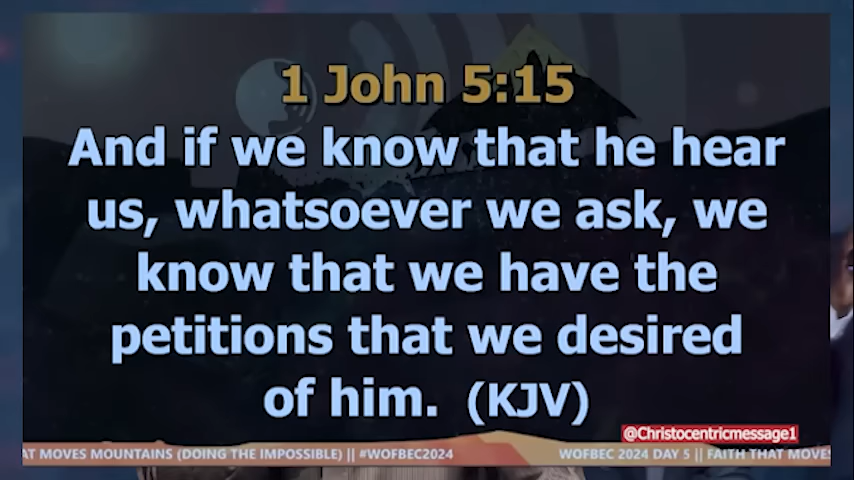 1 John 5:15
And if we know that he hear
us, whatsoever we ask, we
know that we have the
petitions that we desired
of him. (KJV)
@Christocentricmessage1
AT MOVES MOUNTAINS (DOING THE IMPOSSIBLE) || #WOFBEC2024 WOFBEC 2024 DAY 5 || FAITH THAT MOVES